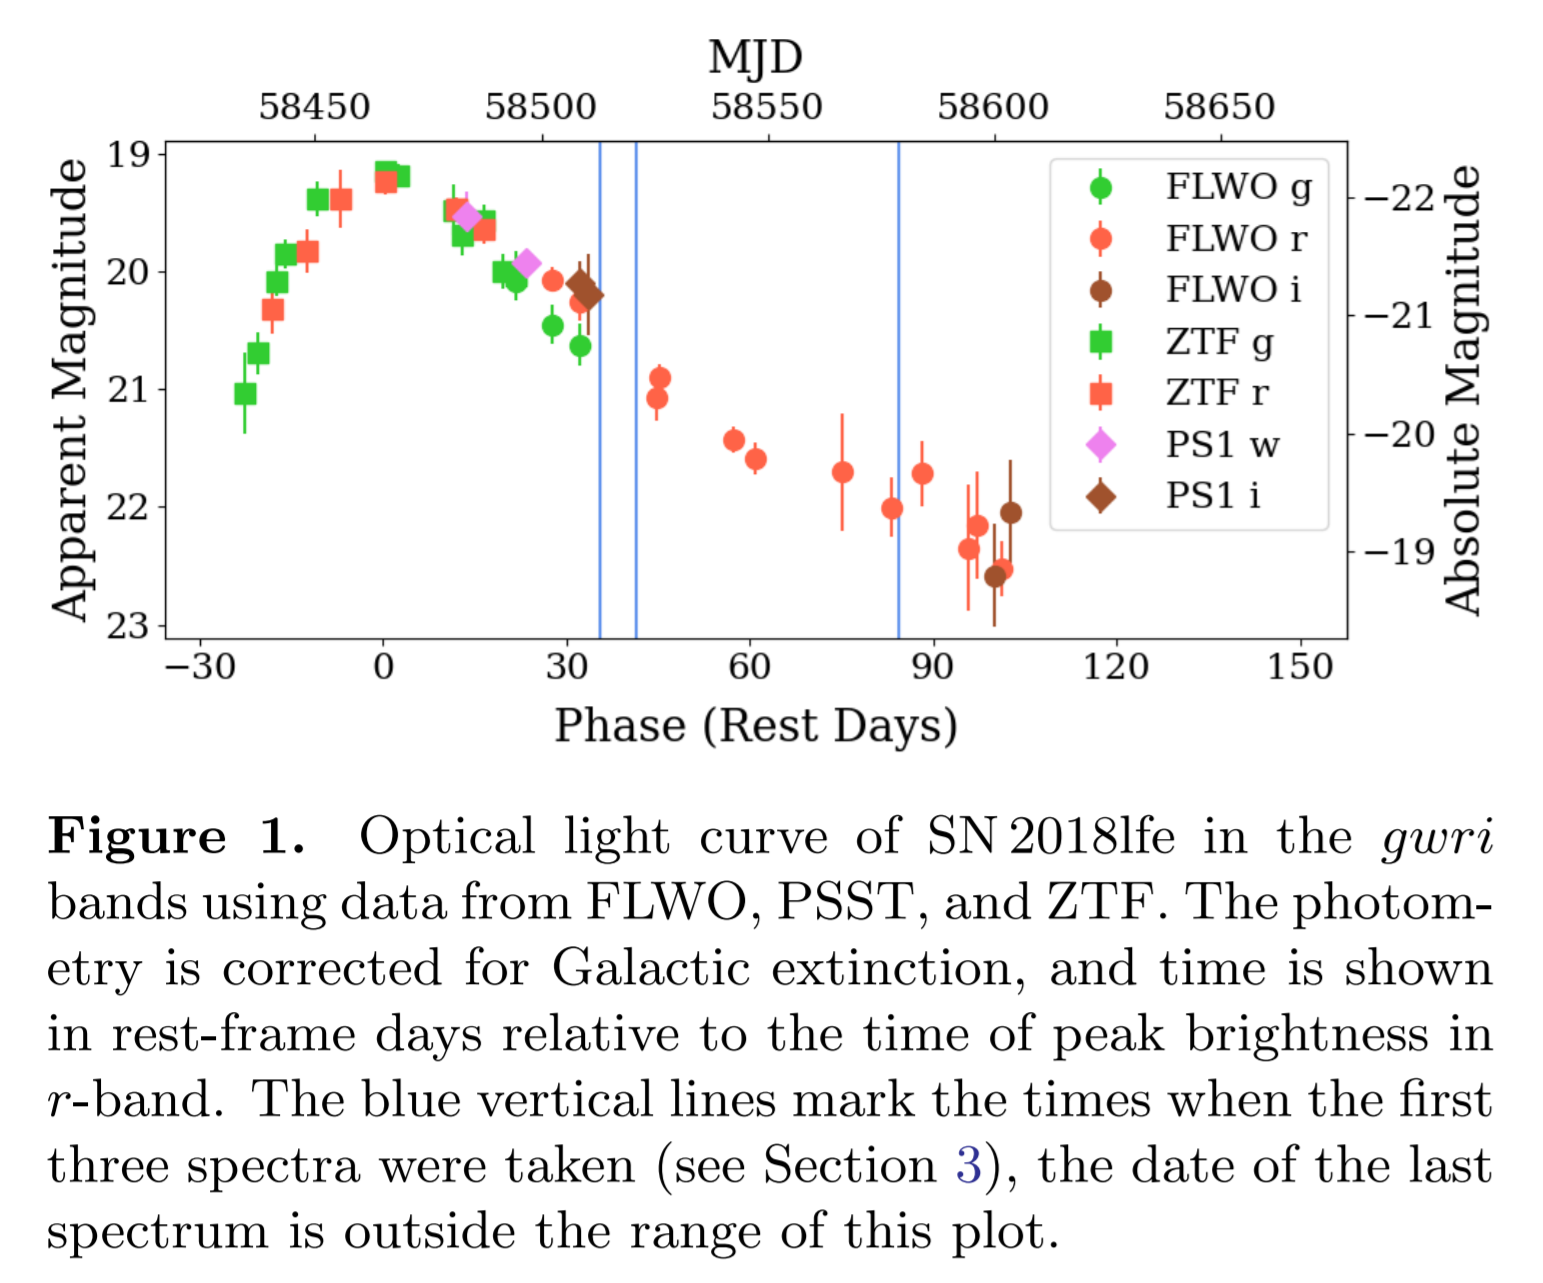 MJD
58450 58500 58550 58600 58650
19
20
21
22
23
Apparent Magnitude
−22
−21
−20
−19
Absolute Magnitude
FLWO g
FLWO r
FLWO i
ZTF g
ZTF r
PS1 w
PS1 i
−30 0 30 60 90 120 150
Phase (Rest Days)
Figure 1. Optical light curve of SN 2018lfe in the gwri
bands using data from FLWO, PSST, and ZTF. The photom-
etry is corrected for Galactic extinction, and time is shown
in rest-frame days relative to the time of peak brightness in
r-band. The blue vertical lines mark the times when the first
three spectra were taken (see Section 3), the date of the last
spectrum is outside the range of this plot.